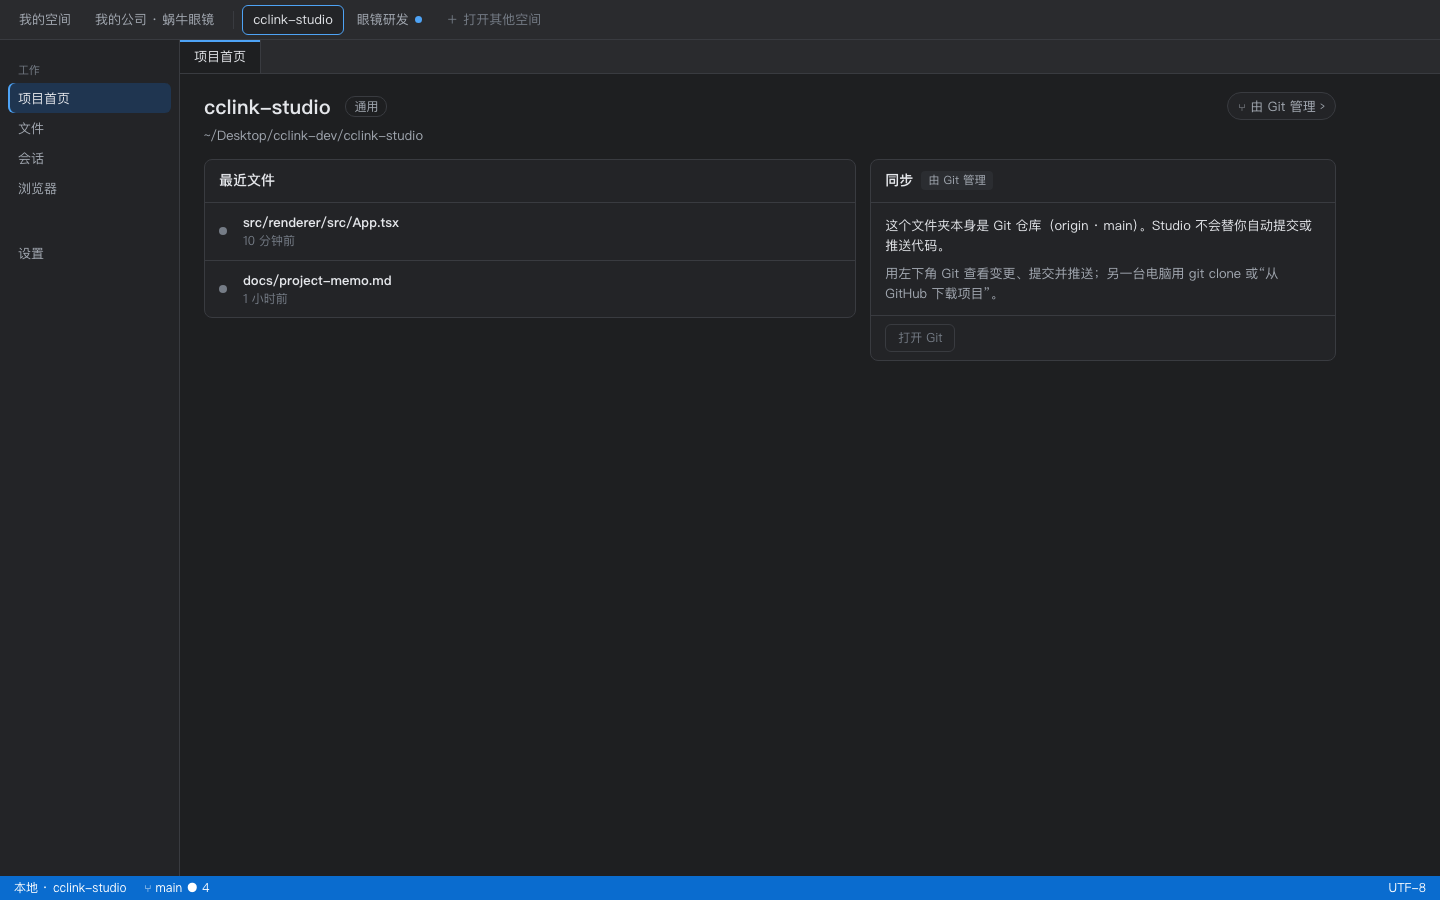 我的空间 我的公司 · 蜗牛眼镜 cclink-studio 眼镜研发 + 打开其他空间
工作
项目首页
文件
会话
浏览器
设置
项目首页
cclink-studio 通用
由 Git 管理 ›
~/Desktop/cclink-dev/cclink-studio
最近文件
src/renderer/src/App.tsx
10 分钟前
docs/project-memo.md
1 小时前
同步 由 Git 管理
这个文件夹本身是 Git 仓库（origin · main）。Studio 不会替你自动提交或
推送代码。
用左下角 Git 查看变更、提交并推送；另一台电脑用 git clone 或“从
GitHub 下载项目”。
打开 Git
本地 · cclink-studio main ● 4 UTF-8